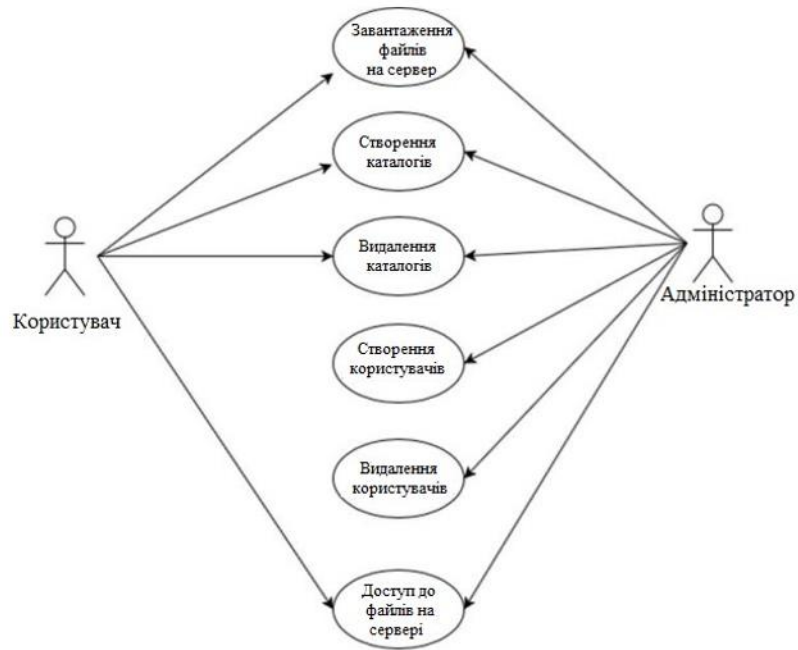 Завантаження
файлів
на сервер
Створення
каталогів
Видалення
каталогів
Користувач
Адміністратор
Створення
користувачів
Видалення
користувачів
Доступ до
файлів на
сервері